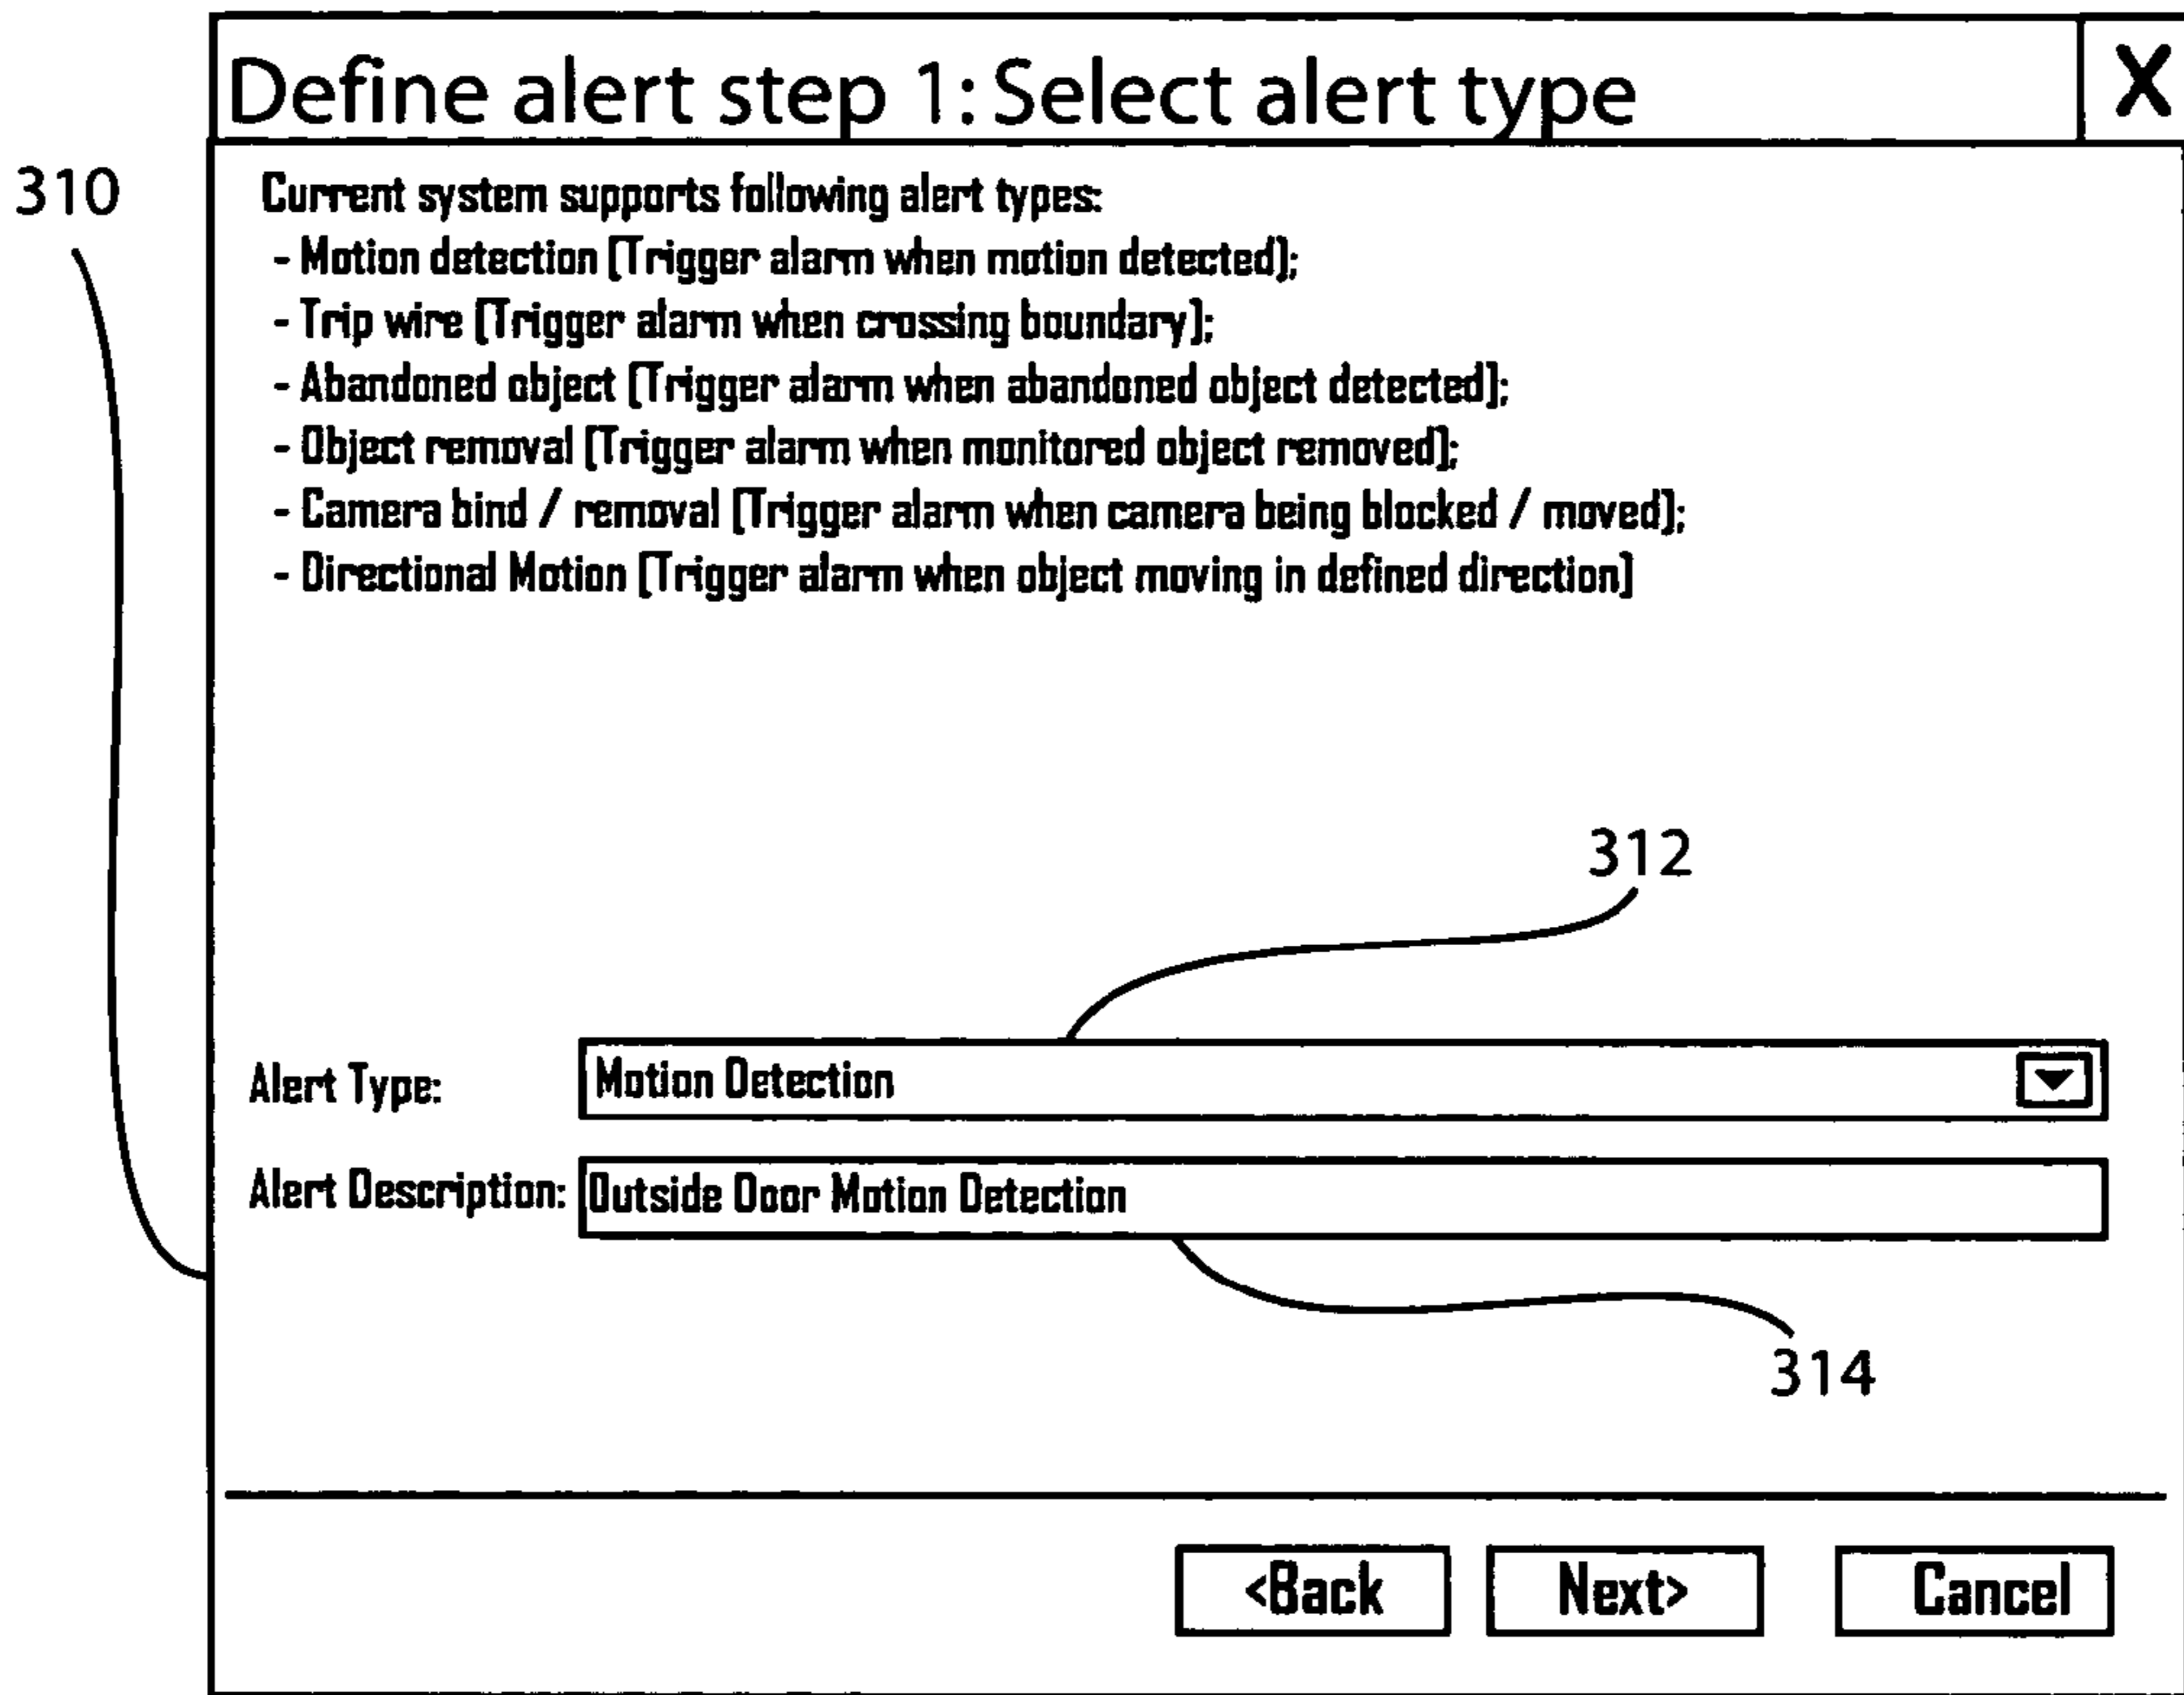 Define alert step 1: Select alert type X
310
Current system supports following alert types:
- Motion detection (Trigger alarm when motion detected);
- Trip wire (Trigger alarm when crossing boundary);
- Abandoned object (Trigger alarm when abandoned object detected);
- Object removal (Trigger alarm when monitored object removed);
- Camera bind / removal (Trigger alarm when camera being blocked / moved);
- Directional Motion (Trigger alarm when object moving in defined direction)
312
Alert Type: Motion Detection
Alert Description: Outside Door Motion Detection
314
<Back Next> Cancel